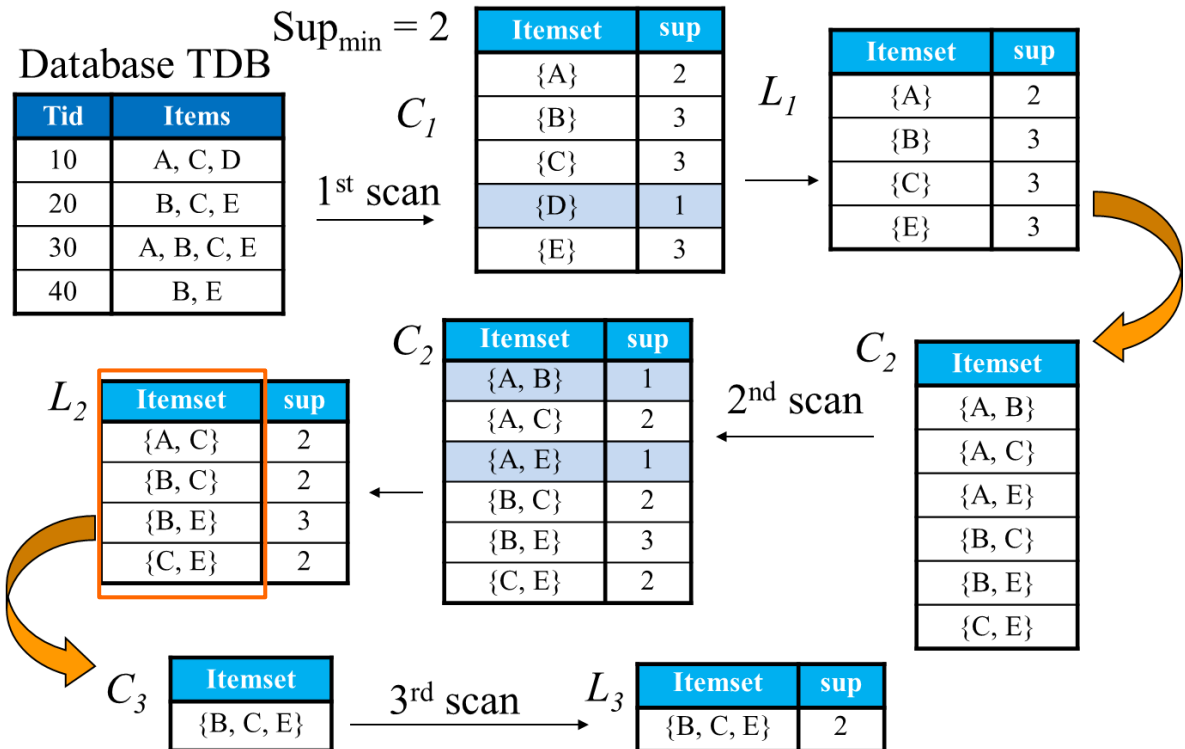 Sup_min = 2
Database TDB
Tid Items
10 A, C, D
20 B, C, E
30 A, B, C, E
40 B, E
1st scan
C1
Itemset sup
{A} 2
{B} 3
{C} 3
{D} 1
{E} 3
L1
Itemset sup
{A} 2
{B} 3
{C} 3
{E} 3
C2
Itemset
{A, B}
{A, C}
{A, E}
{B, C}
{B, E}
{C, E}
2nd scan
C2
Itemset sup
{A, B} 1
{A, C} 2
{A, E} 1
{B, C} 2
{B, E} 3
{C, E} 2
L2
Itemset sup
{A, C} 2
{B, C} 2
{B, E} 3
{C, E} 2
C3
Itemset
{B, C, E}
3rd scan
L3
Itemset sup
{B, C, E} 2